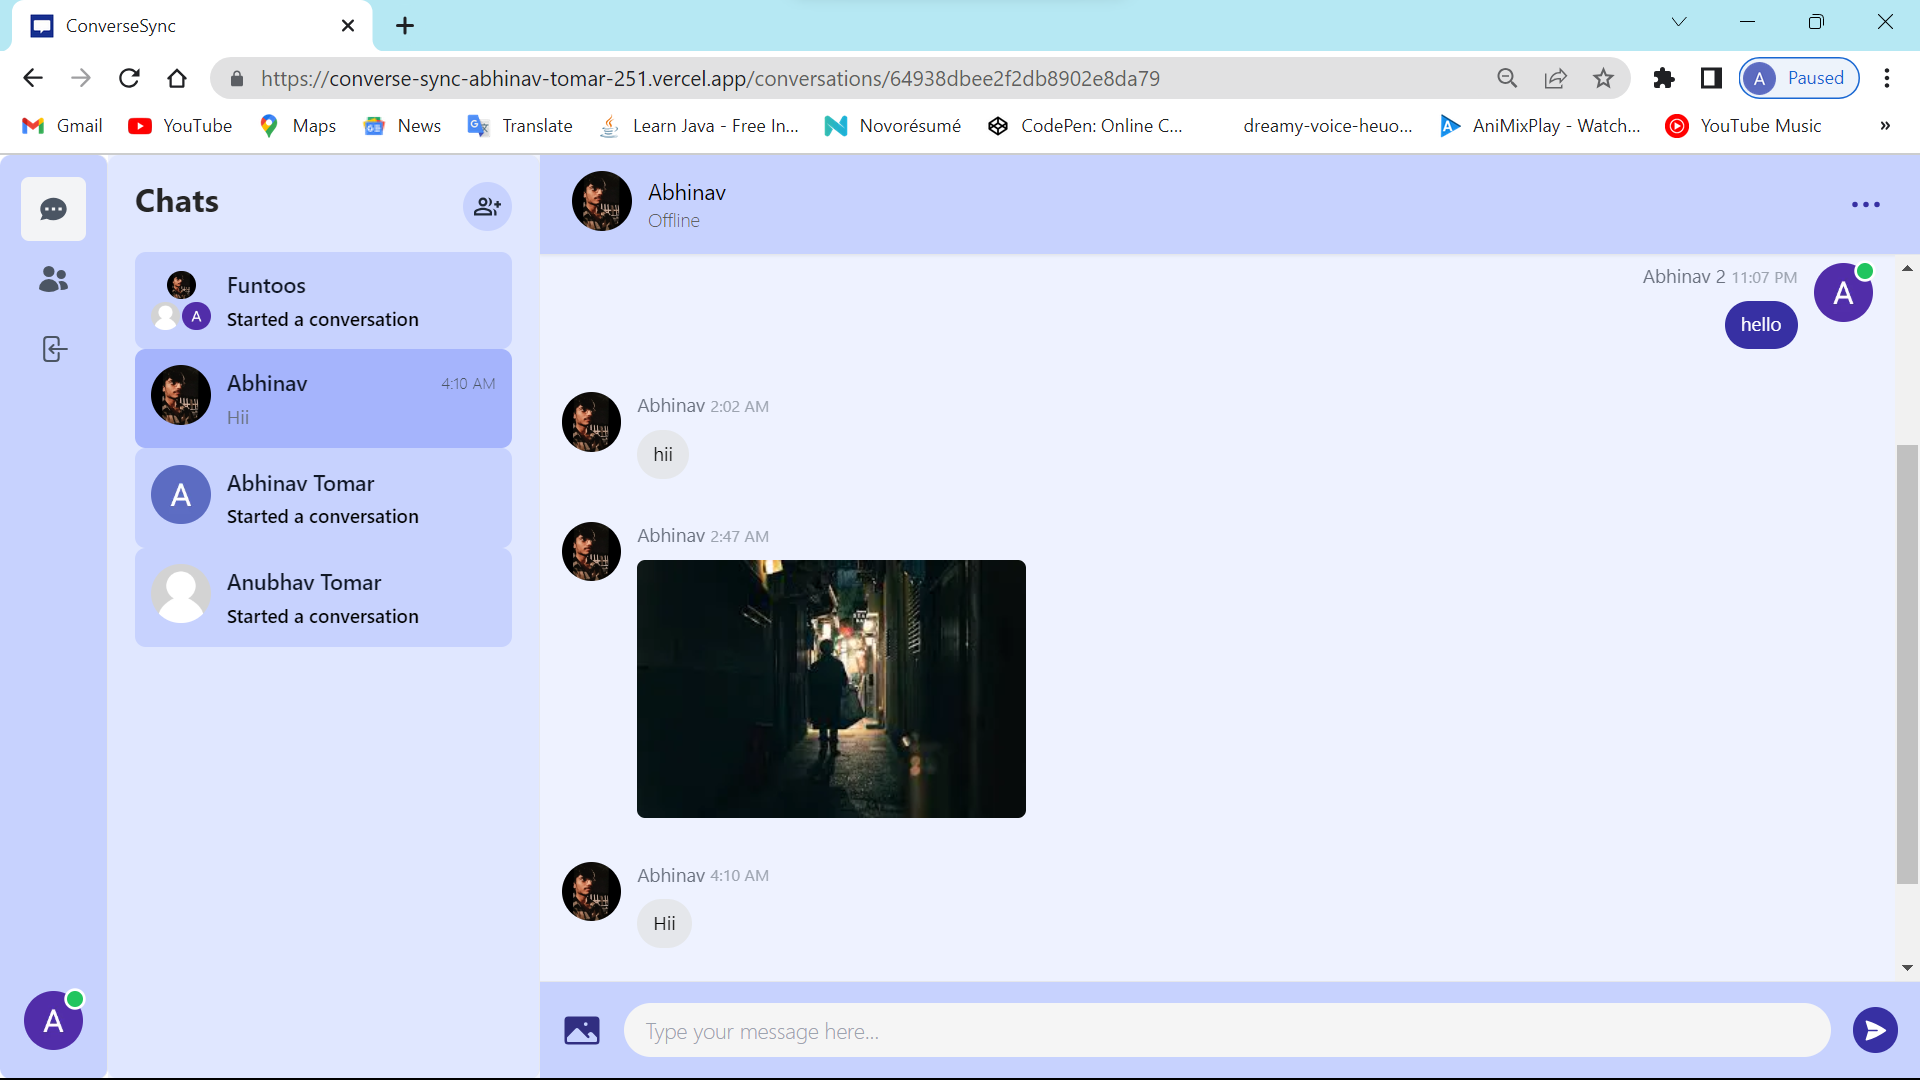 ConverseSync
https://converse-sync-abhinav-tomar-251.vercel.app/conversations/64938dbee2f2db8902e8da79
A Paused
Gmail YouTube Maps News Translate Learn Java - Free In... Novorésumé CodePen: Online C... dreamy-voice-heuo... AniMixPlay - Watch... YouTube Music »
Chats
Funtoos
A
Started a conversation
Abhinav 4:10 AM
Hii
A
Abhinav Tomar
Started a conversation
Anubhav Tomar
Started a conversation
A
Abhinav
Offline
Abhinav 2 11:07 PM
A
hello
Abhinav 2:02 AM
hii
Abhinav 2:47 AM
Abhinav 4:10 AM
Hii
Type your message here...